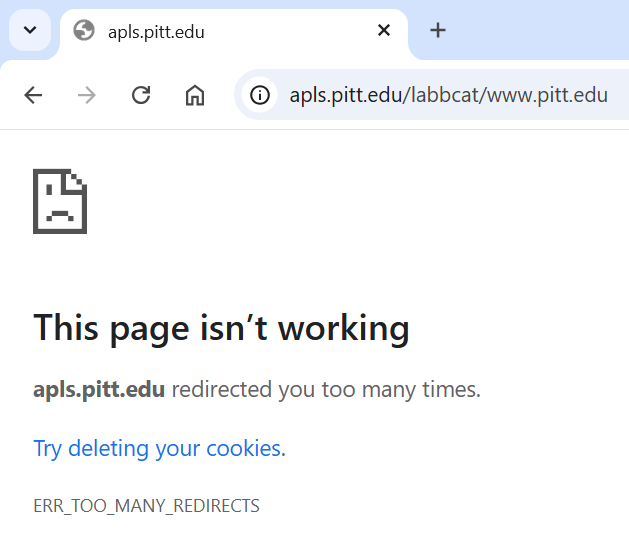 apls.pitt.edu
apls.pitt.edu/labbcat/www.pitt.edu
This page isn’t working
apls.pitt.edu redirected you too many times.
Try deleting your cookies.
ERR_TOO_MANY_REDIRECTS